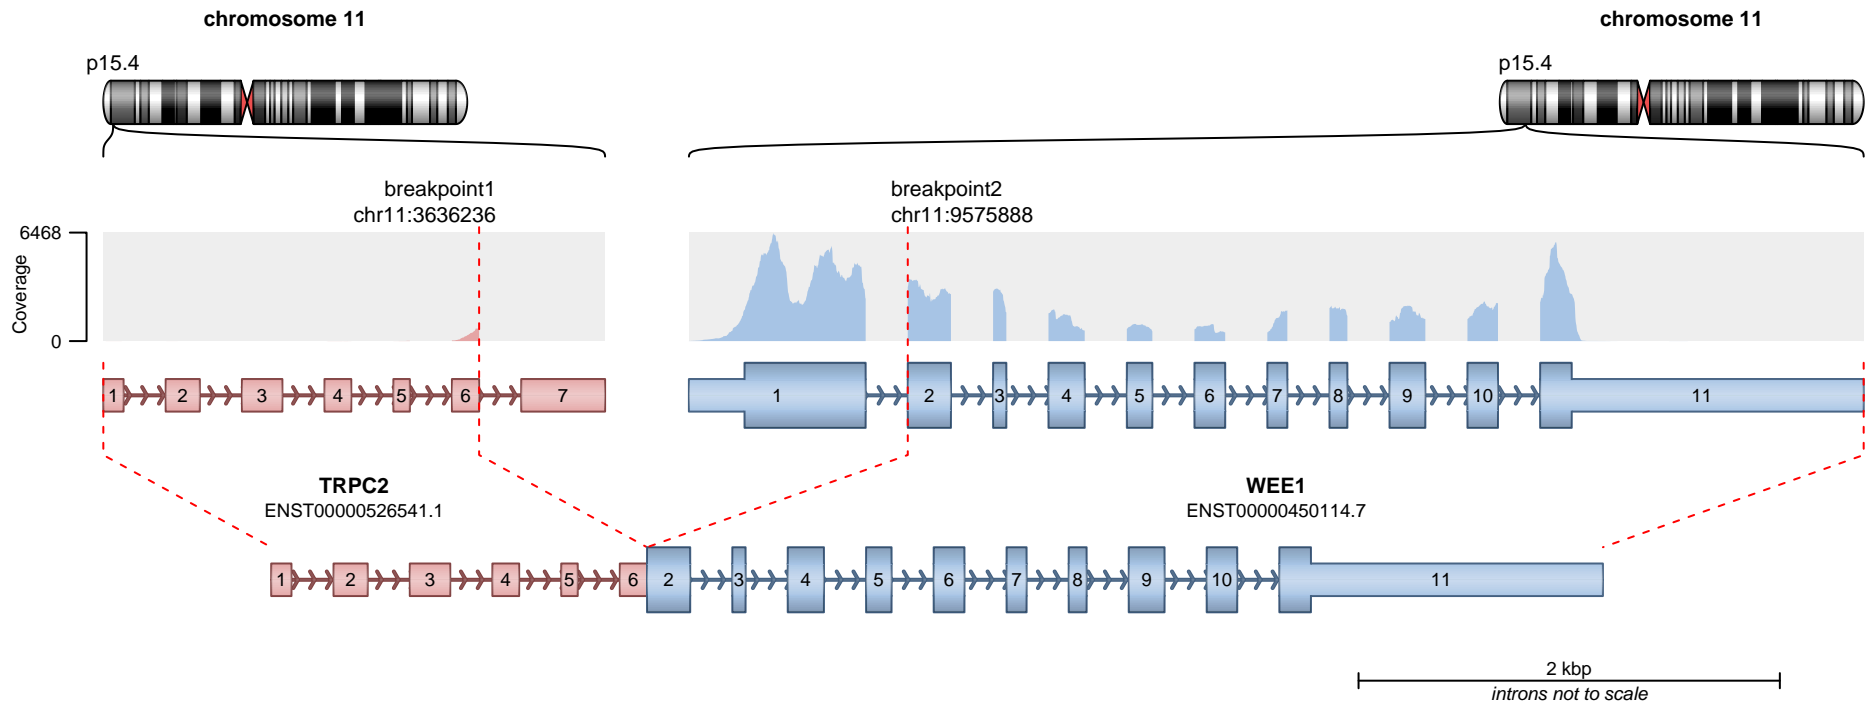 chromosome 11
chromosome 11
p15.4
p15.4
breakpoint1
chr11:3636236
breakpoint2
chr11:9575888
6468
Coverage
0
1 2 3 4 5 6 7
1 2 3 4 5 6 7 8 9 10 11
TRPC2
ENST00000526541.1
WEE1
ENST00000450114.7
1 2 3 4 5 6 2 3 4 5 6 7 8 9 10 11
2 kbp
introns not to scale